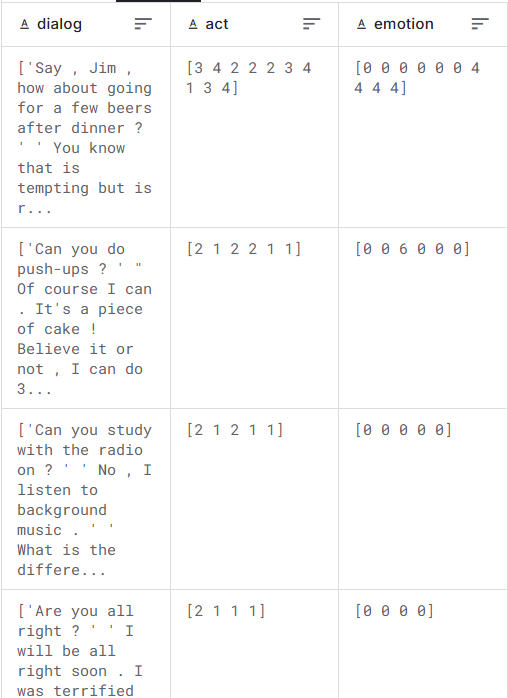 dialog
act
emotion
['Say , Jim ,
how about going
for a few beers
after dinner ?
' ' You know
that is
tempting but is
r...
[3 4 2 2 2 3 4
1 3 4]
[0 0 0 0 0 0 4
4 4 4]
['Can you do
push-ups ? ' "
Of course I can
. It's a piece
of cake !
Believe it or
not , I can do
3...
[2 1 2 2 1 1]
[0 0 6 0 0 0]
['Can you study
with the radio
on ? ' ' No , I
listen to
background
music . ' '
What is the
differe...
[2 1 2 1 1]
[0 0 0 0 0]
['Are you all
right ? ' ' I
will be all
right soon . I
was terrified
[2 1 1 1]
[0 0 0 0]